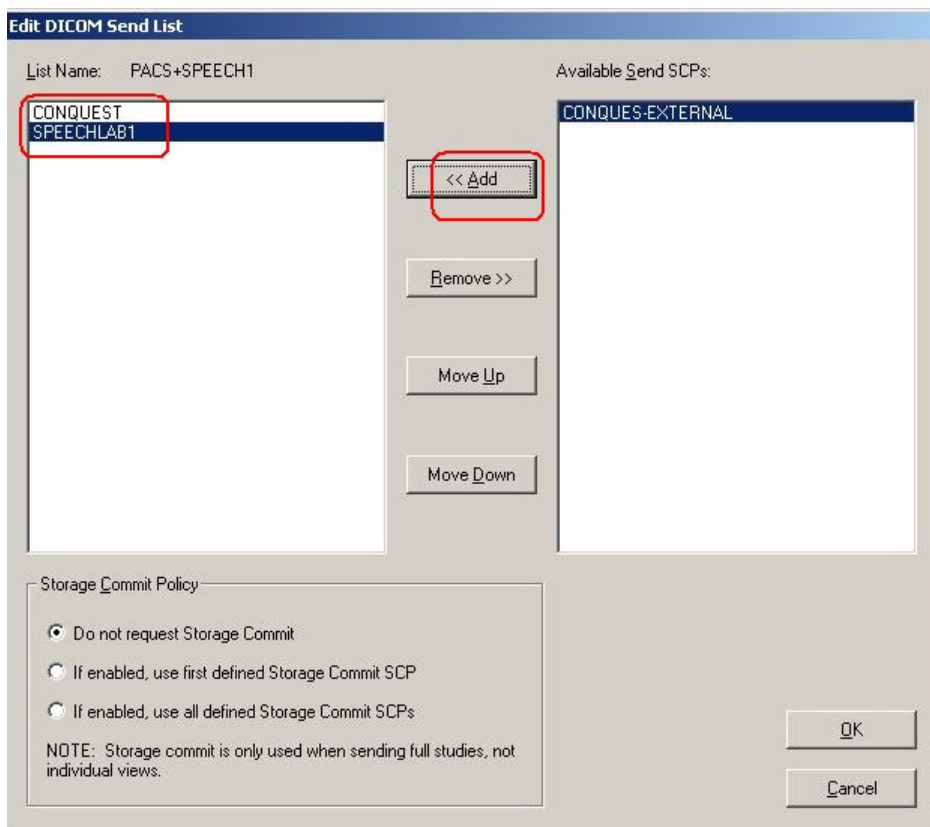 Edit DICOM Send List
List Name: PACS+SPEECH1
Available Send SCPs:
CONQUEST
SPEECHLAB1
CONQUES-EXTERNAL
<< Add
Remove >>
Move Up
Move Down
Storage Commit Policy
Do not request Storage Commit
If enabled, use first defined Storage Commit SCP
If enabled, use all defined Storage Commit SCPs
NOTE: Storage commit is only used when sending full studies, not
individual views.
OK
Cancel